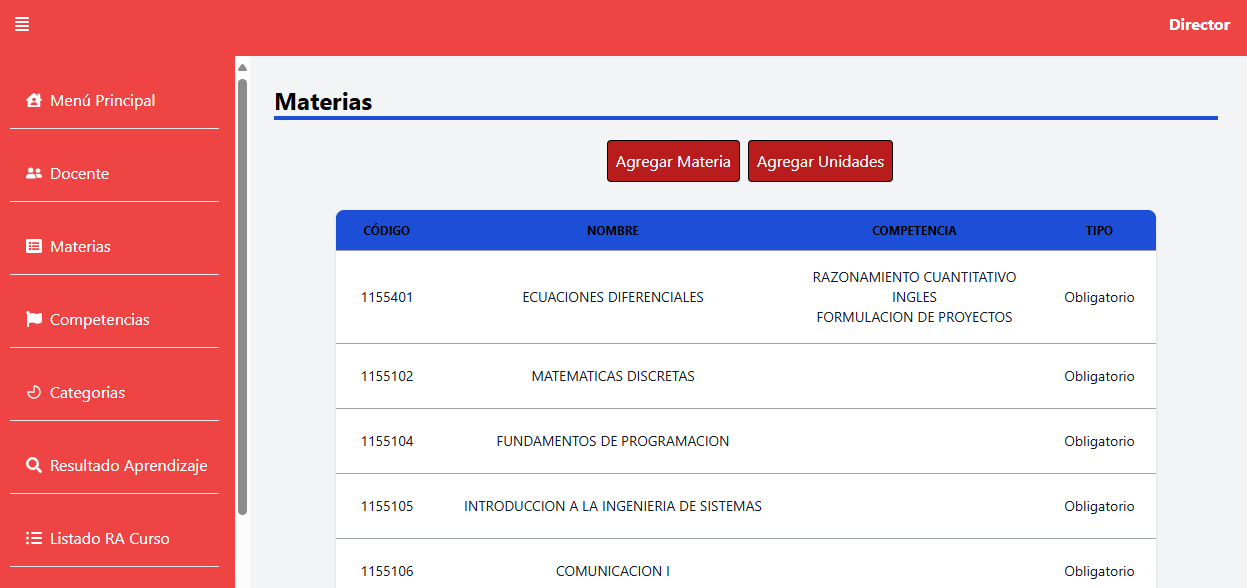 Director
Menú Principal
Docente
Materias
Competencias
Categorias
Resultado Aprendizaje
Listado RA Curso
Materias
Agregar Materia Agregar Unidades
CÓDIGO NOMBRE COMPETENCIA TIPO
1155401 ECUACIONES DIFERENCIALES RAZONAMIENTO CUANTITATIVO
INGLES
FORMULACION DE PROYECTOS Obligatorio
1155102 MATEMATICAS DISCRETAS Obligatorio
1155104 FUNDAMENTOS DE PROGRAMACION Obligatorio
1155105 INTRODUCCION A LA INGENIERIA DE SISTEMAS Obligatorio
1155106 COMUNICACION I Obligatorio